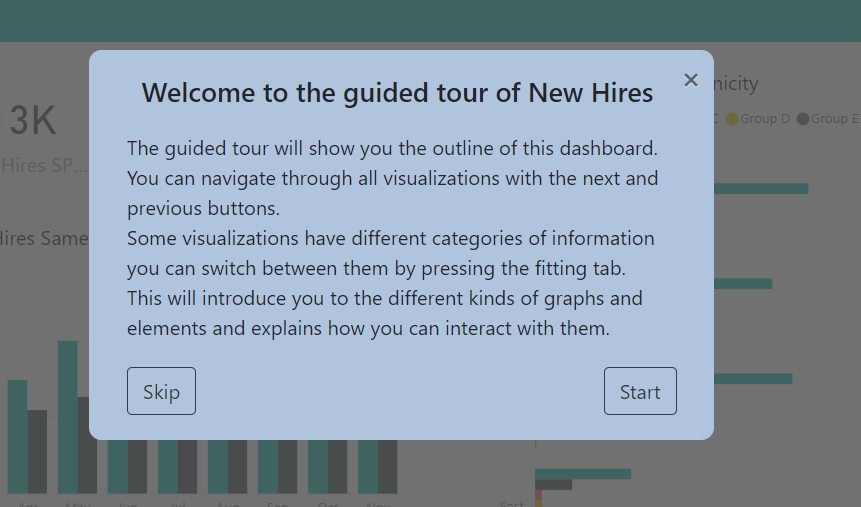 Welcome to the guided tour of New Hires
The guided tour will show you the outline of this dashboard.
You can navigate through all visualizations with the next and
previous buttons.
Some visualizations have different categories of information
you can switch between them by pressing the fitting tab.
This will introduce you to the different kinds of graphs and
elements and explains how you can interact with them.
Skip
Start
3K
Hires SP...
Hires Same
nicity
C Group D Group E
Apr May Jun Jul Aug Sep Oct Nov
East